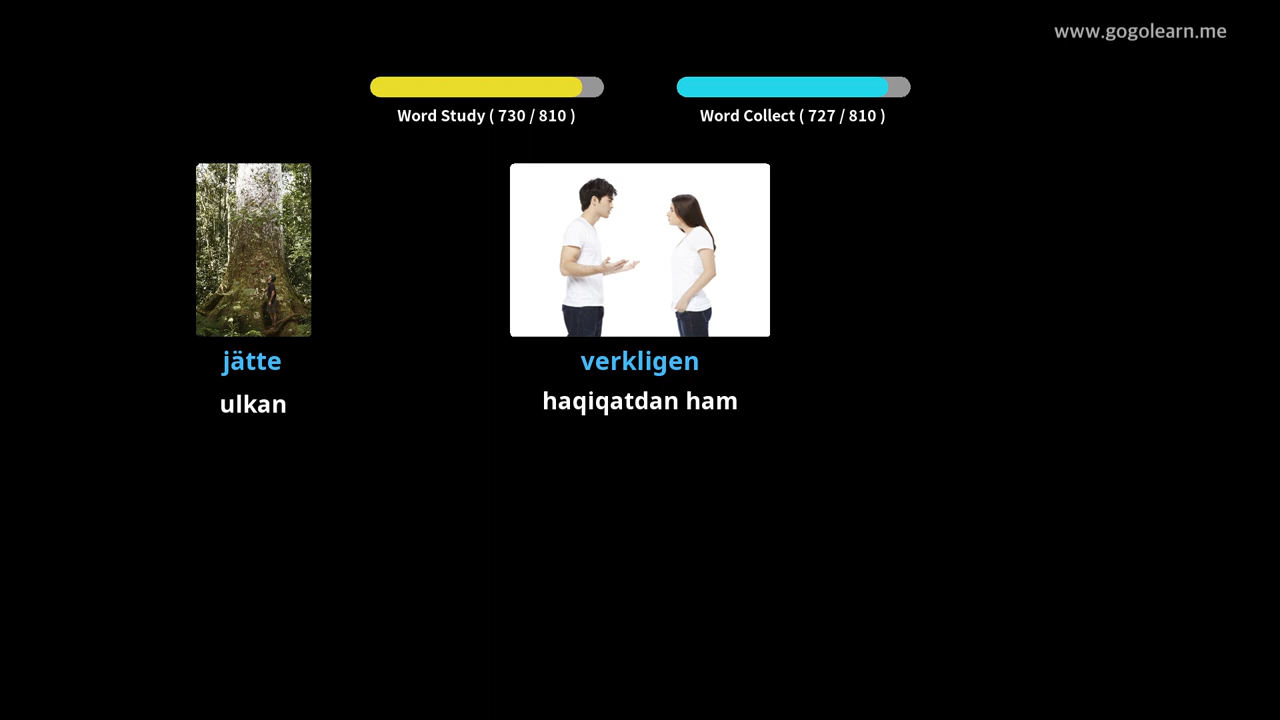 www.gogolearn.me
Word Study ( 730 / 810 )
Word Collect ( 727 / 810 )
jätte
ulkan
verkligen
haqiqatdan ham